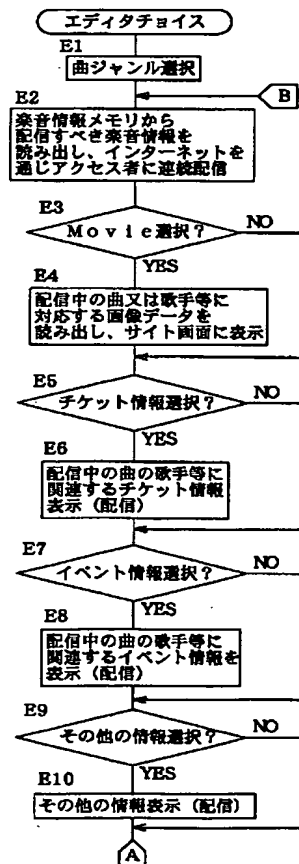 エディタチョイス
E1
曲ジャンル選択
B
E2
楽音情報メモリから
配信すべき楽音情報を
読み出し、インターネットを
通じアクセス者に連続配信
E3
Movie選択？
NO
YES
E4
配信中の曲又は歌手等に
対応する画像データを
読み出し、サイト画面に表示
E5
チケット情報選択？
NO
YES
E6
配信中の曲の歌手等に
関連するチケット情報
表示（配信）
E7
イベント情報選択？
NO
YES
E8
配信中の曲の歌手等に
関連するイベント情報を
表示（配信）
E9
その他の情報選択？
NO
YES
E10
その他の情報表示（配信）
A